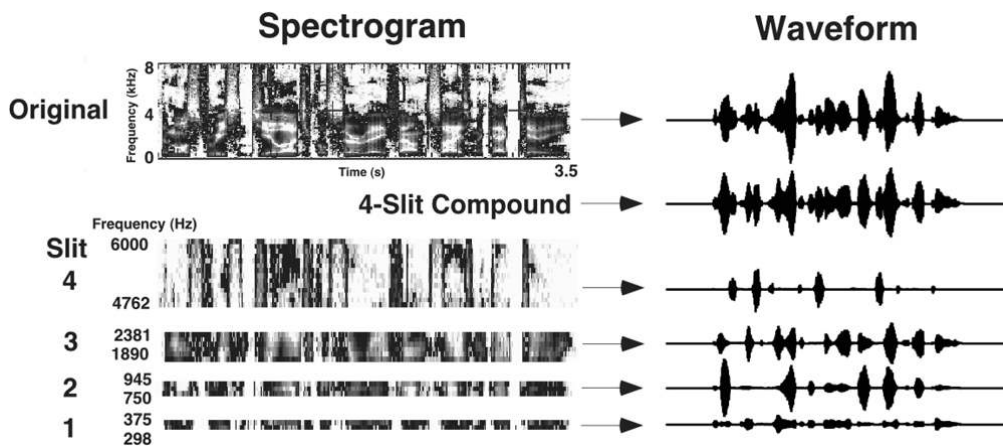 Spectrogram
Waveform
Original
Frequency (kHz)
8
4
0
Time (s)
3.5
4-Slit Compound
Frequency (Hz)
Slit
4
6000
4762
3
2381
1890
2
945
750
1
375
298